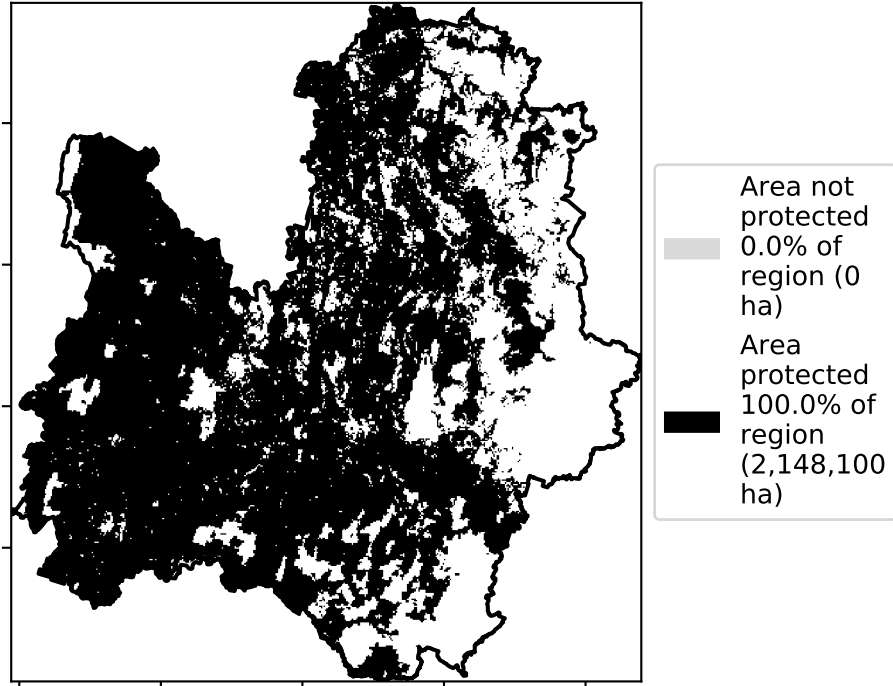 Area not
protected
0.0% of
region (0
ha)
Area
protected
100.0% of
region
(2,148,100
ha)